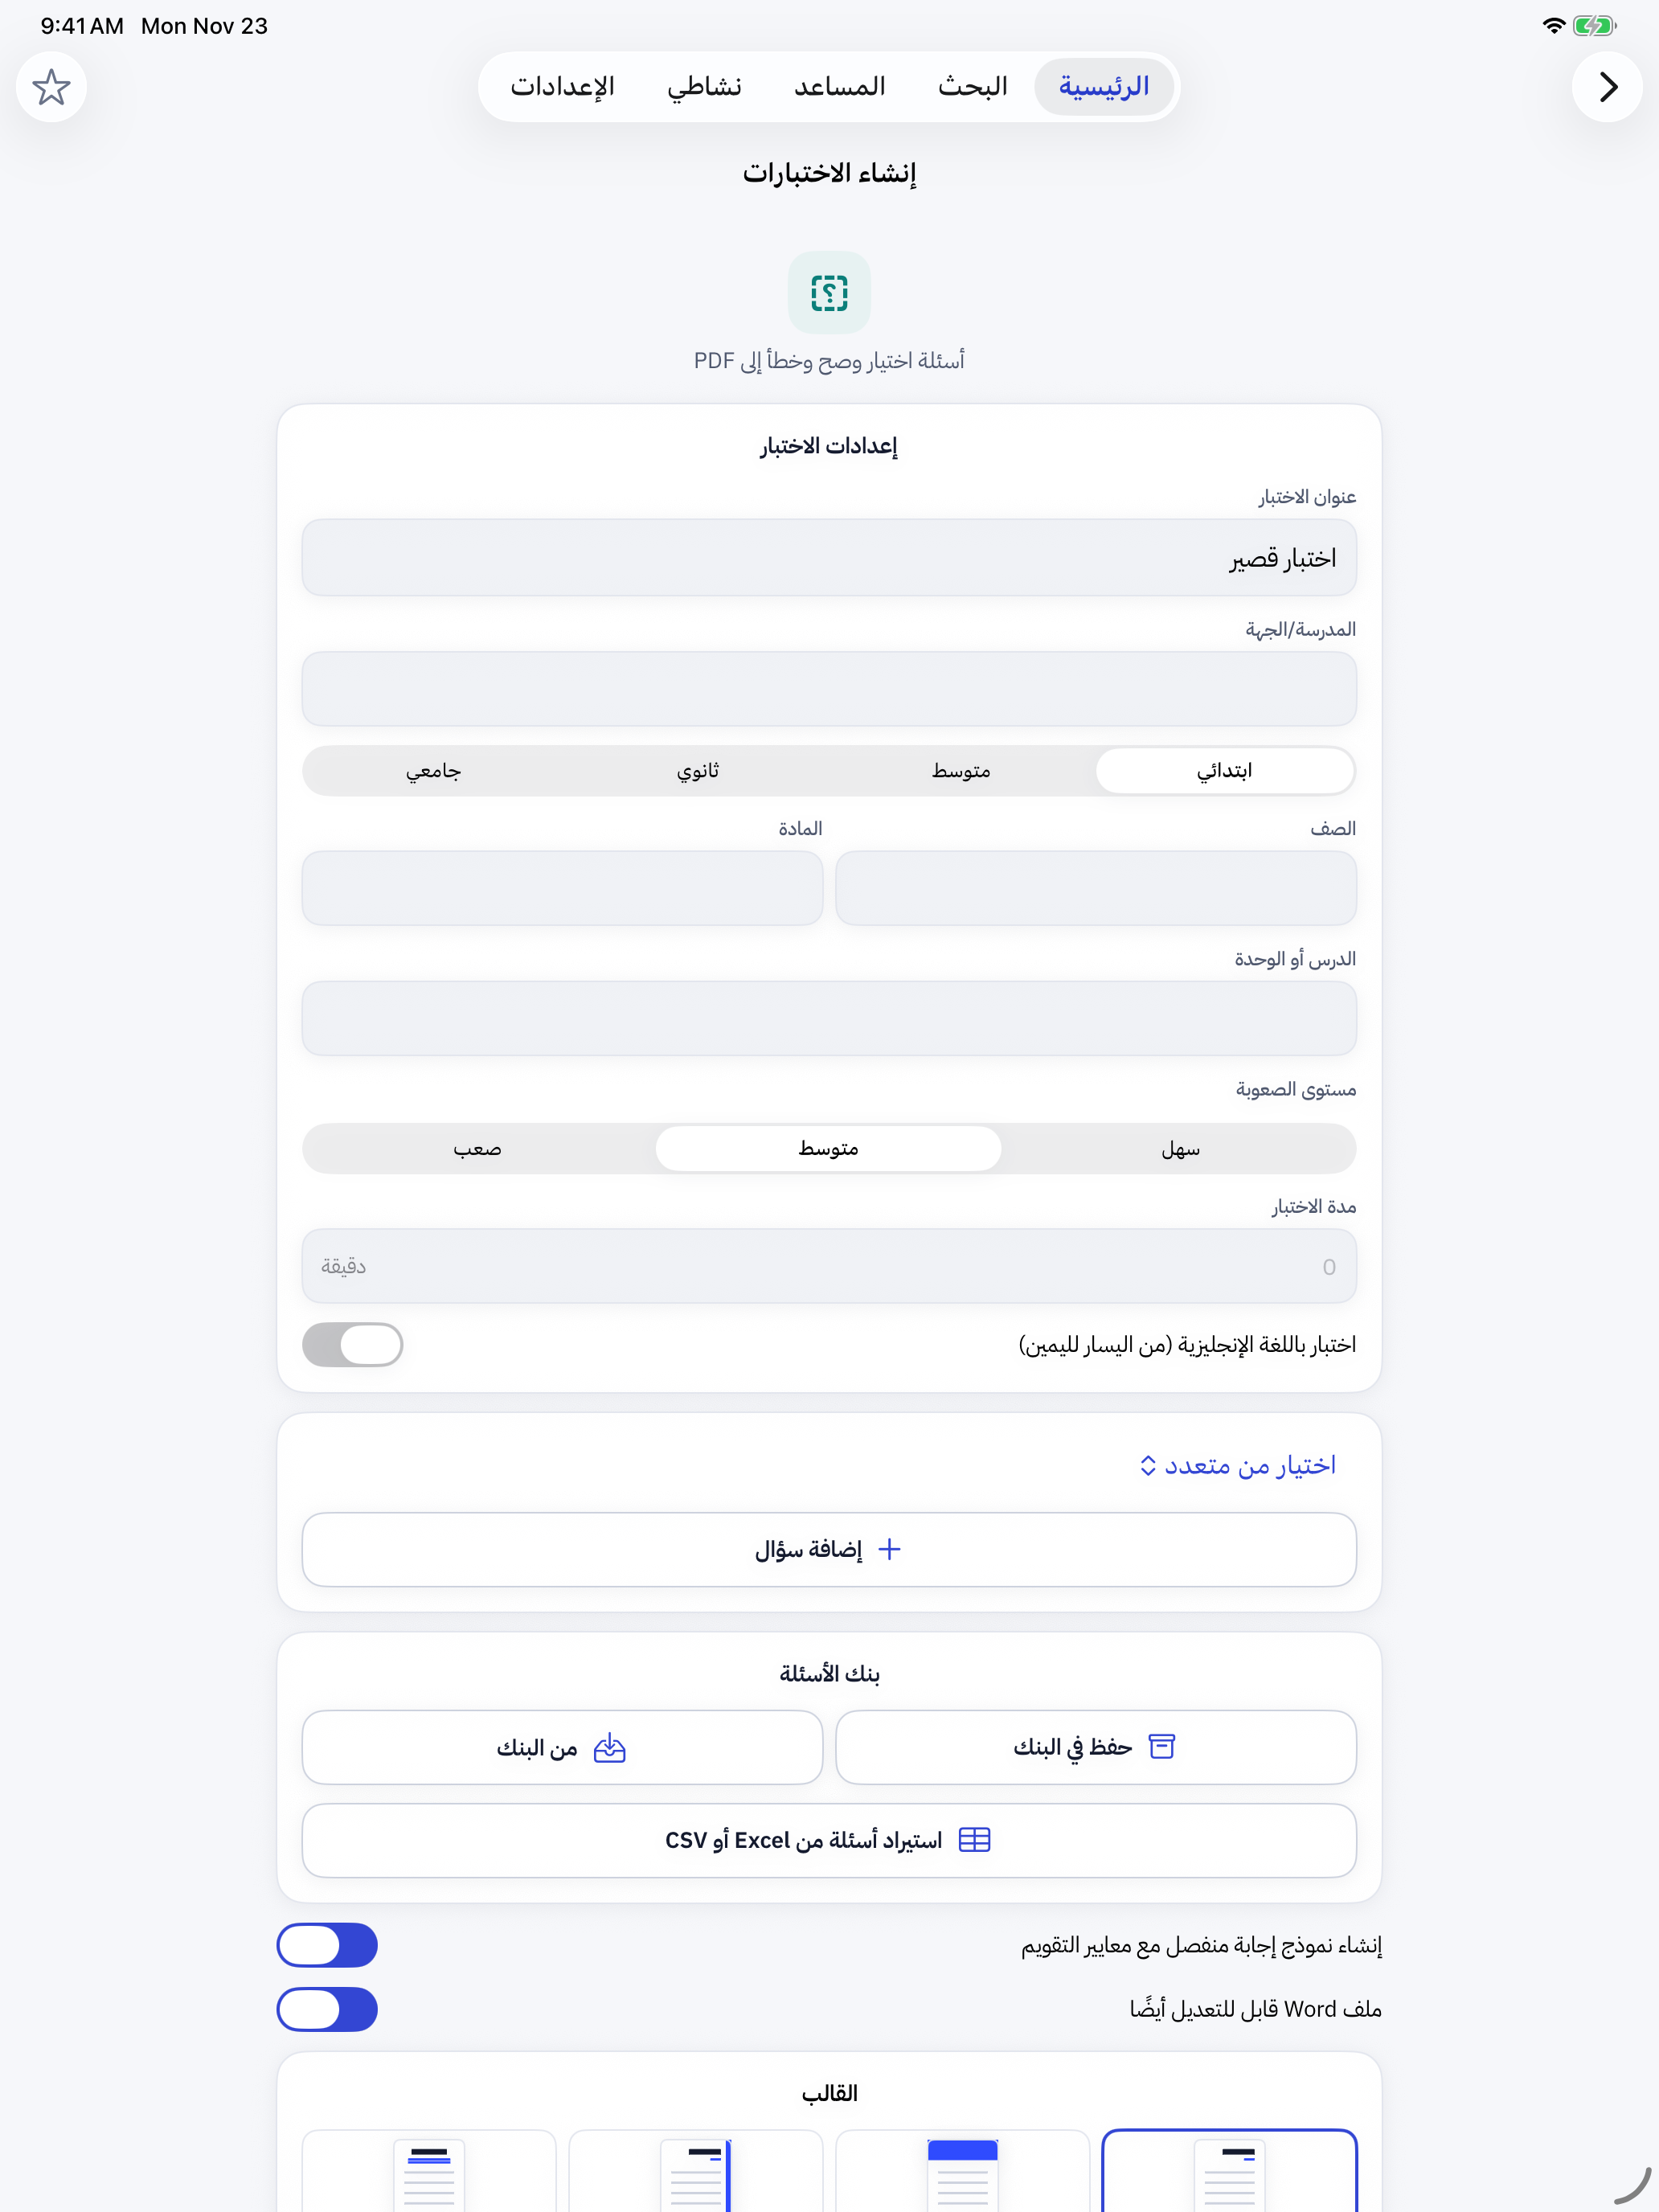 9:41 AM Mon Nov 23
الرئيسية البحث المساعد نشاطي الإعدادات
إنشاء الاختبارات
أسئلة اختيار وصح وخطأ إلى PDF
إعدادات الاختبار
عنوان الاختبار
اختبار قصير
المدرسة/الجهة
ابتدائي متوسط ثانوي جامعي
الصف المادة
الدرس أو الوحدة
مستوى الصعوبة
سهل متوسط صعب
مدة الاختبار
0 دقيقة
اختبار باللغة الإنجليزية (من اليسار لليمين)
اختيار من متعدد
إضافة سؤال
بنك الأسئلة
حفظ في البنك من البنك
استيراد أسئلة من Excel أو CSV
إنشاء نموذج إجابة منفصل مع معايير التقويم
ملف Word قابل للتعديل أيضًا
القالب